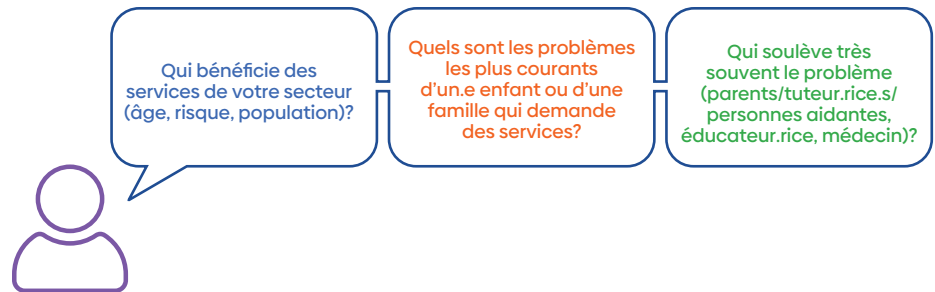 Qui bénéficie des
services de votre secteur
(âge, risque, population)?
Quels sont les problèmes
les plus courants
d'un.e enfant ou d'une
famille qui demande
des services?
Qui soulève très
souvent le problème
(parents/tuteur.rice.s/
personnes aidantes,
éducateur.rice, médecin)?